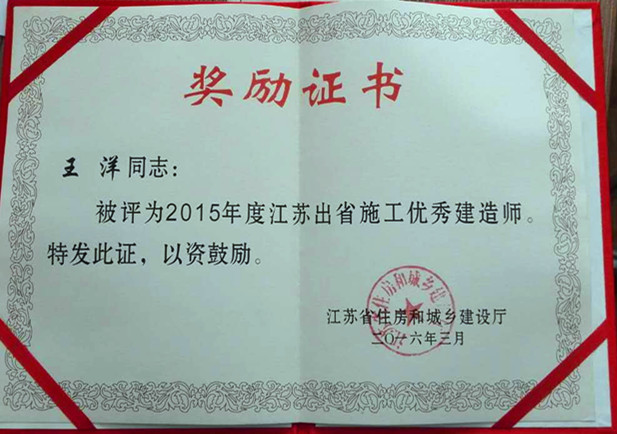 奖励证书
王洋同志：
被评为2015年度江苏出省施工优秀建造师。
特发此证，以资鼓励。
江苏省住房和城乡建设厅
二〇一六年三月